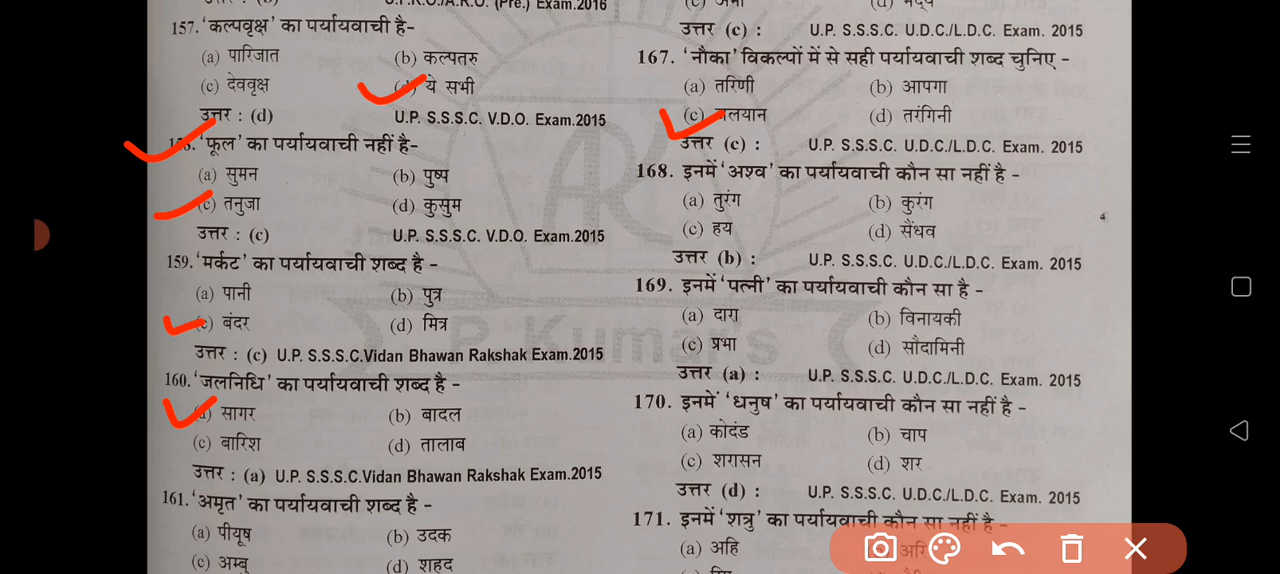 U.P.R.O./A.R.O. (Pre.) Exam.2016
157. 'कल्पवृक्ष' का पर्यायवाची है-
(a) पारिजात (b) कल्पतरु
(c) देववृक्ष ये सभी
उत्तर : (d) U.P. S.S.S.C. V.D.O. Exam.2015
'फूल' का पर्यायवाची नहीं है-
(a) सुमन (b) पुष्प
(c) तनुजा (d) कुसुम
उत्तर : (c) U.P. S.S.S.C. V.D.O. Exam.2015
159. 'मर्कट' का पर्यायवाची शब्द है -
(a) पानी (b) पुत्र
(c) बंदर (d) मित्र
उत्तर : (c) U.P. S.S.S.C.Vidan Bhawan Rakshak Exam.2015
160. 'जलनिधि' का पर्यायवाची शब्द है -
(a) सागर (b) बादल
(c) बारिश (d) तालाब
उत्तर : (a) U.P. S.S.S.C.Vidan Bhawan Rakshak Exam.2015
161. 'अमृत' का पर्यायवाची शब्द है -
(a) पीयूष (b) उदक
(c) अम्बु (d) शहद
उत्तर (c) : U.P. S.S.S.C. U.D.C./L.D.C. Exam. 2015
167. 'नौका' विकल्पों में से सही पर्यायवाची शब्द चुनिए -
(a) तरिणी (b) आपगा
(c) जलयान (d) तरंगिनी
उत्तर (c) : U.P. S.S.S.C. U.D.C./L.D.C. Exam. 2015
168. इनमें 'अश्व' का पर्यायवाची कौन सा नहीं है -
(a) तुरंग (b) कुरंग
(c) हय (d) सैंधव
उत्तर (b) : U.P. S.S.S.C. U.D.C./L.D.C. Exam. 2015
169. इनमें 'पत्नी' का पर्यायवाची कौन सा है -
(a) दारा (b) विनायकी
(c) प्रभा (d) सौदामिनी
उत्तर (a) : U.P. S.S.S.C. U.D.C./L.D.C. Exam. 2015
170. इनमें 'धनुष' का पर्यायवाची कौन सा नहीं है -
(a) कोदंड (b) चाप
(c) शरासन (d) शर
उत्तर (d) : U.P. S.S.S.C. U.D.C./L.D.C. Exam. 2015
171. इनमें 'शत्रु' का पर्यायवाची कौन सा नहीं है -
(a) अहि
AR
P Kumar's